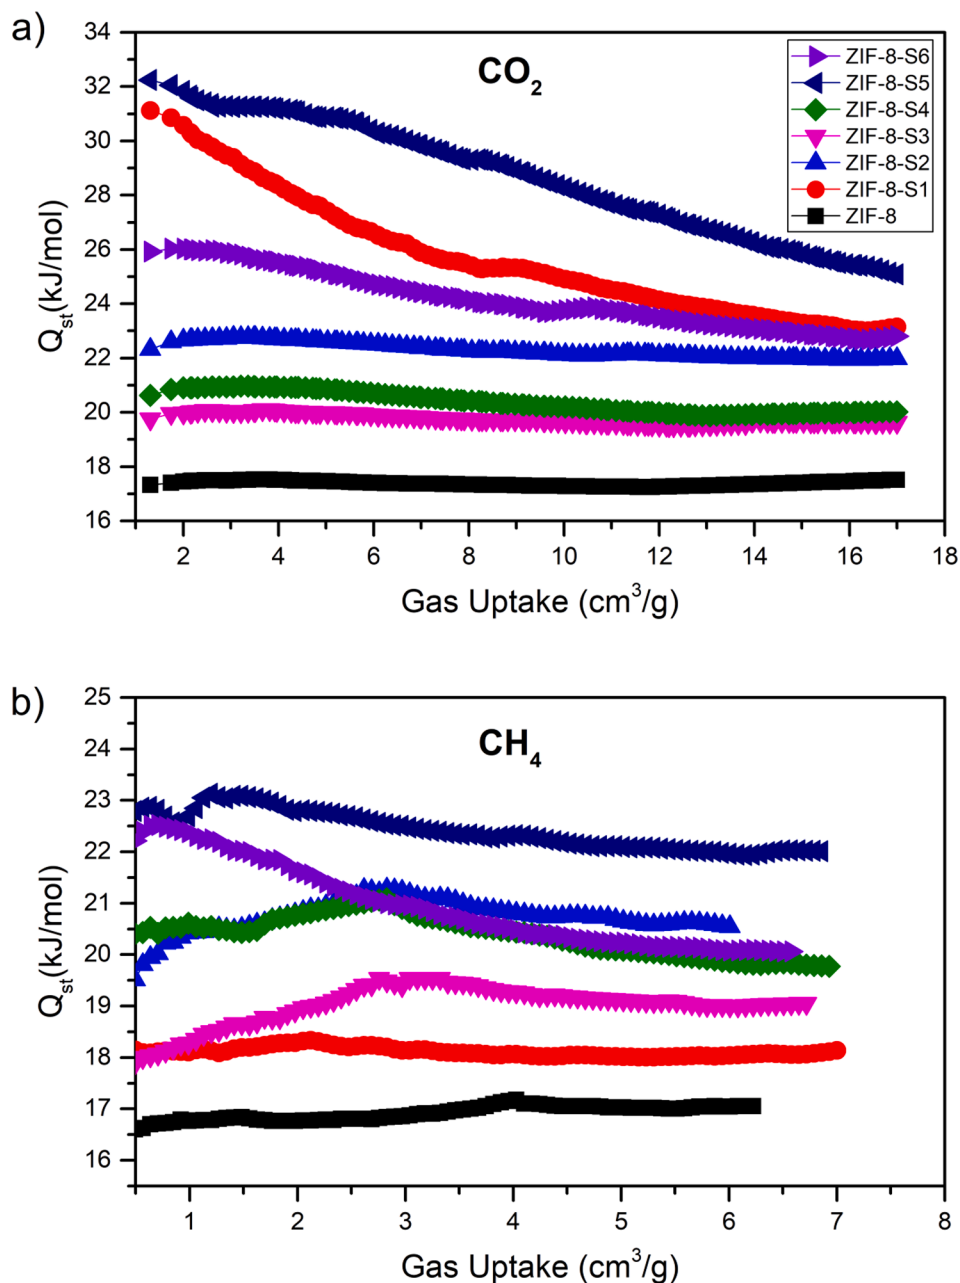 a)
CO2
ZIF-8-S6
ZIF-8-S5
ZIF-8-S4
ZIF-8-S3
ZIF-8-S2
ZIF-8-S1
ZIF-8
34
32
30
28
26
24
22
20
18
16
Qst(kJ/mol)
2 4 6 8 10 12 14 16 18
Gas Uptake (cm3/g)
b)
CH4
25
24
23
22
21
20
19
18
17
16
Qst(kJ/mol)
1 2 3 4 5 6 7 8
Gas Uptake (cm3/g)